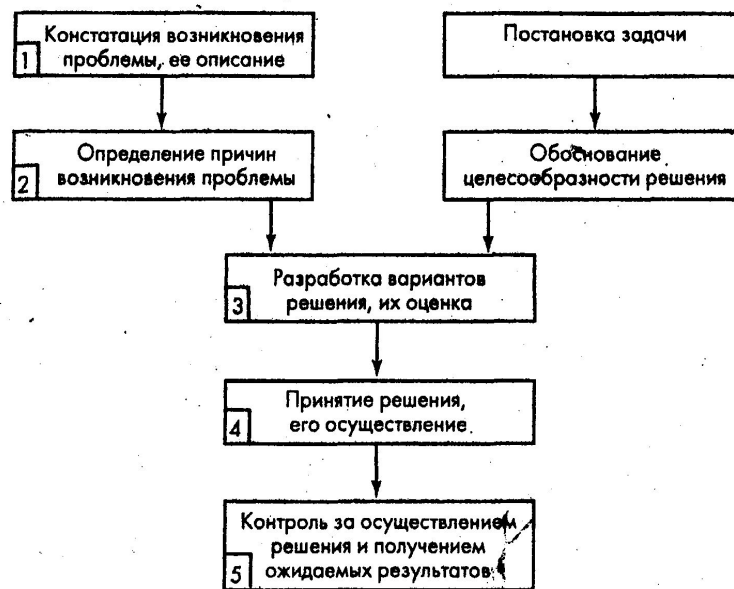 Констатация возникновения
проблемы, ее описание
1
Постановка задачи
Определение причин
возникновения проблемы
2
Обоснование
целесообразности решения
Разработка вариантов
решения, их оценка
3
Принятие решения,
его осуществление
4
Контроль за осуществлением
решения и получением
ожидаемых результатов
5